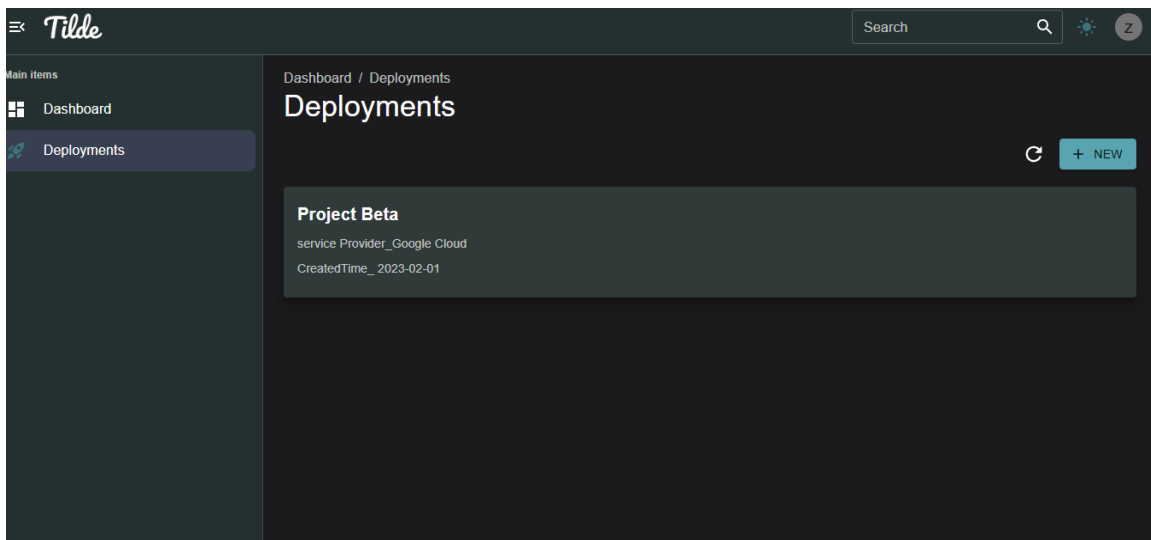 Tilde
Search
Z
Main items
Dashboard
Deployments
Dashboard / Deployments
Deployments
+ NEW
Project Beta
service Provider_Google Cloud
CreatedTime_ 2023-02-01